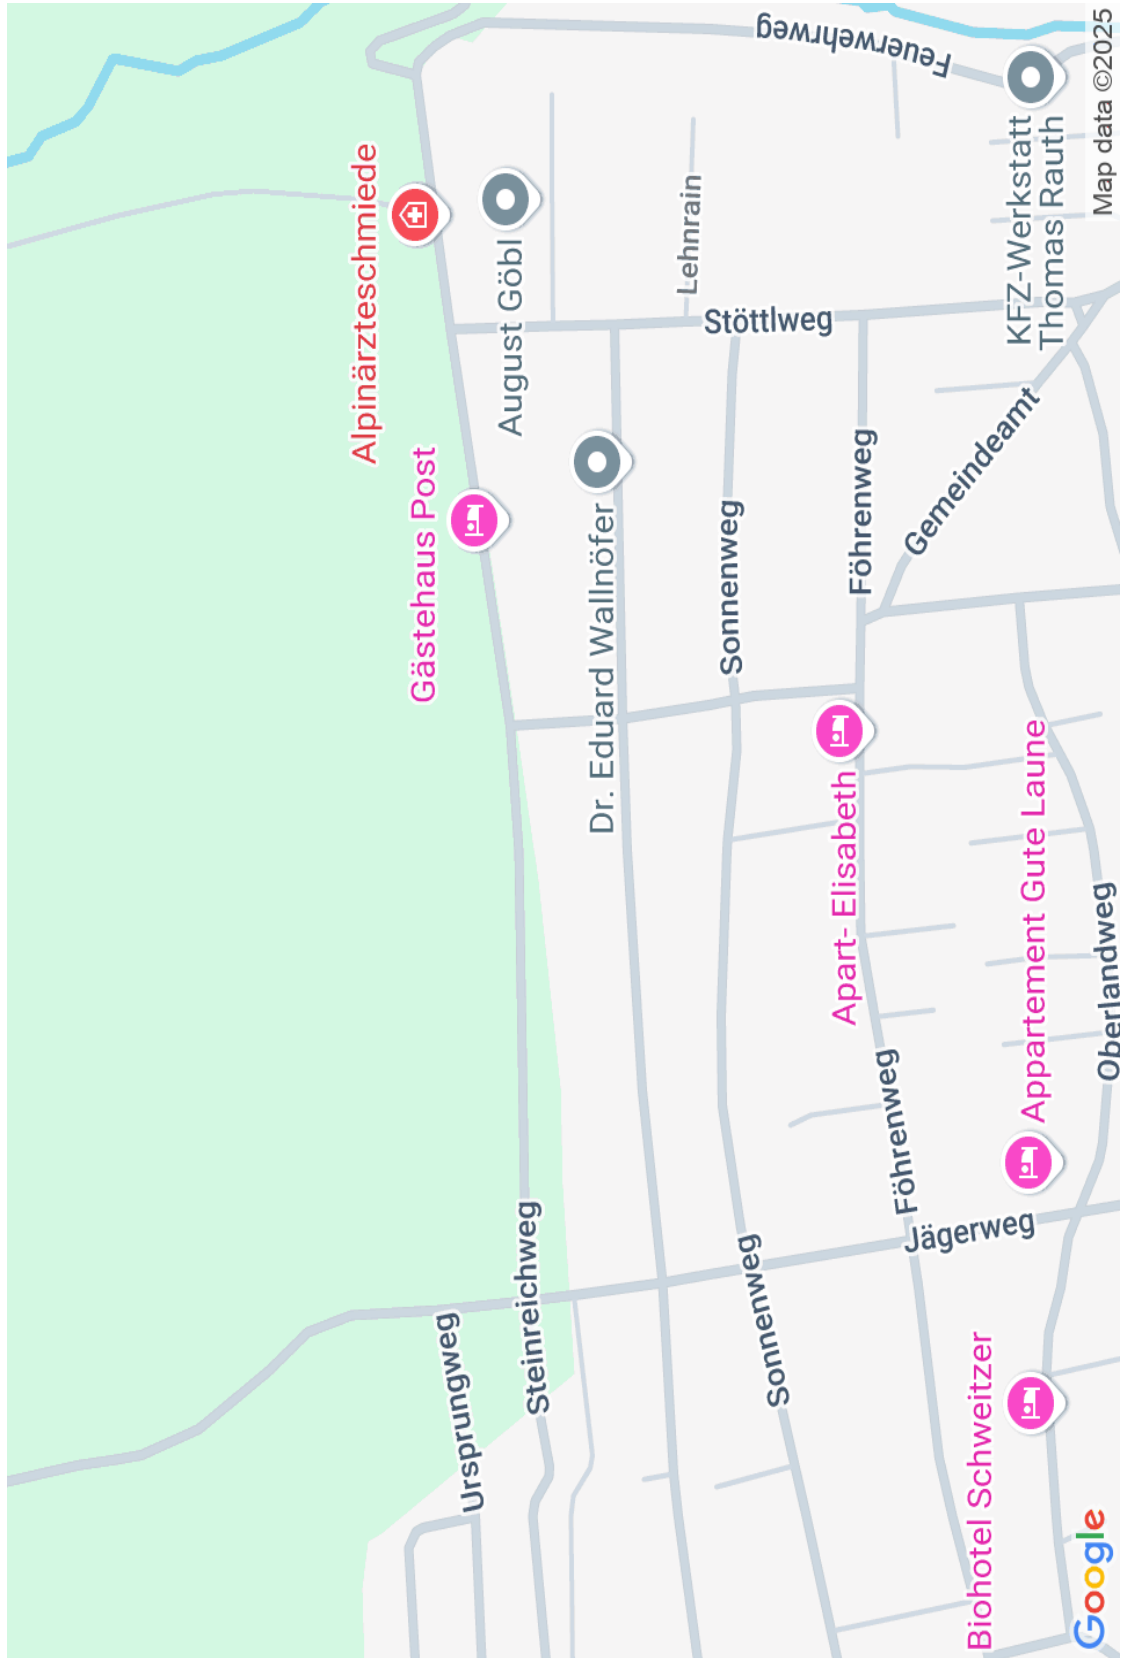 Alpinärzteschmiede
Feuerwehrweg
August Göbl
Lehnrain
KFZ-Werkstatt
Thomas Rauth
Stöttlweg
Gästehaus Post
Dr. Eduard Wallnöfer
Sonnenweg
Föhrenweg
Gemeindeamt
Apart- Elisabeth
Appartement Gute Laune
Oberlandweg
Föhrenweg
Jägerweg
Steinreichweg
Ursprungweg
Sonnenweg
Biohotel Schweitzer
Google
Map data ©2025